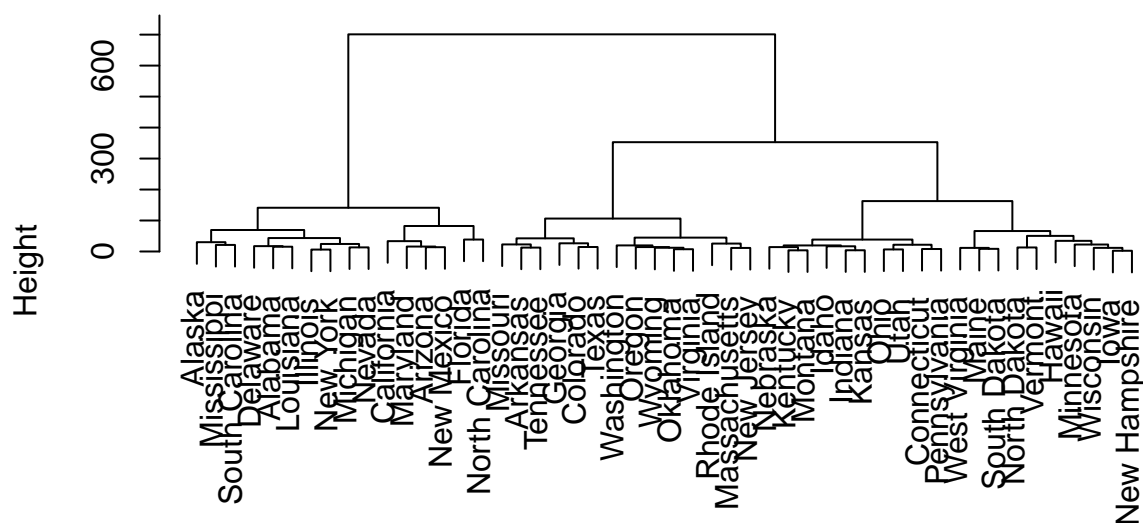 Height
0
300
600
Alaska
Mississippi
South Carolina
Delaware
Alabama
Louisiana
Illinois
New York
Michigan
Nevada
California
Maryland
Arizona
New Mexico
Florida
North Carolina
Missouri
Arkansas
Tennessee
Georgia
Colorado
Texas
Washington
Oregon
Wyoming
Oklahoma
Virginia
Rhode Island
Massachusetts
New Jersey
Nebraska
Kentucky
Montana
Idaho
Indiana
Kansas
Ohio
Utah
Connecticut
Pennsylvania
West Virginia
Maine
South Dakota
North Dakota
Vermont
Hawaii
Minnesota
Wisconsin
Iowa
New Hampshire